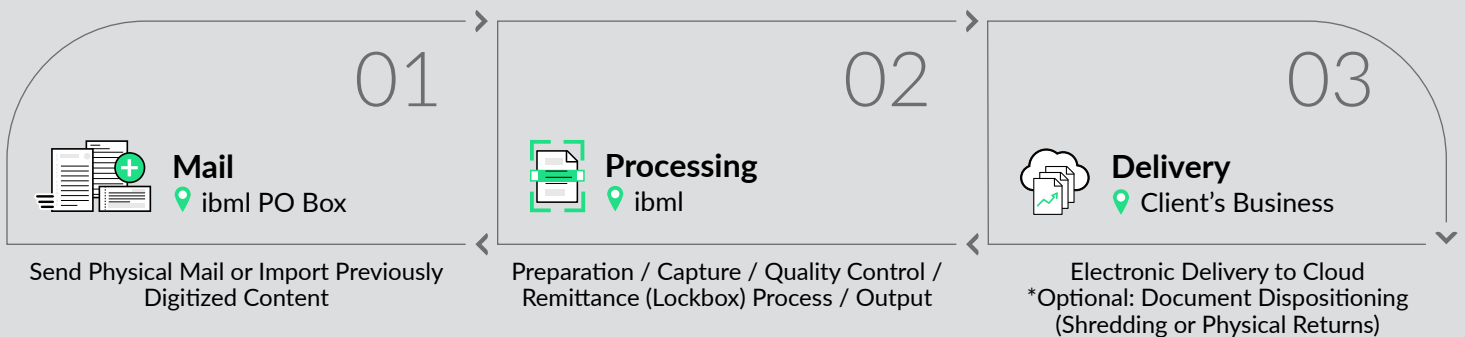 01
Mail
ibml PO Box
Send Physical Mail or Import Previously
Digitized Content
02
Processing
ibml
Preparation / Capture / Quality Control /
Remittance (Lockbox) Process / Output
03
Delivery
Client’s Business
Electronic Delivery to Cloud
*Optional: Document Dispositioning
(Shredding or Physical Returns)